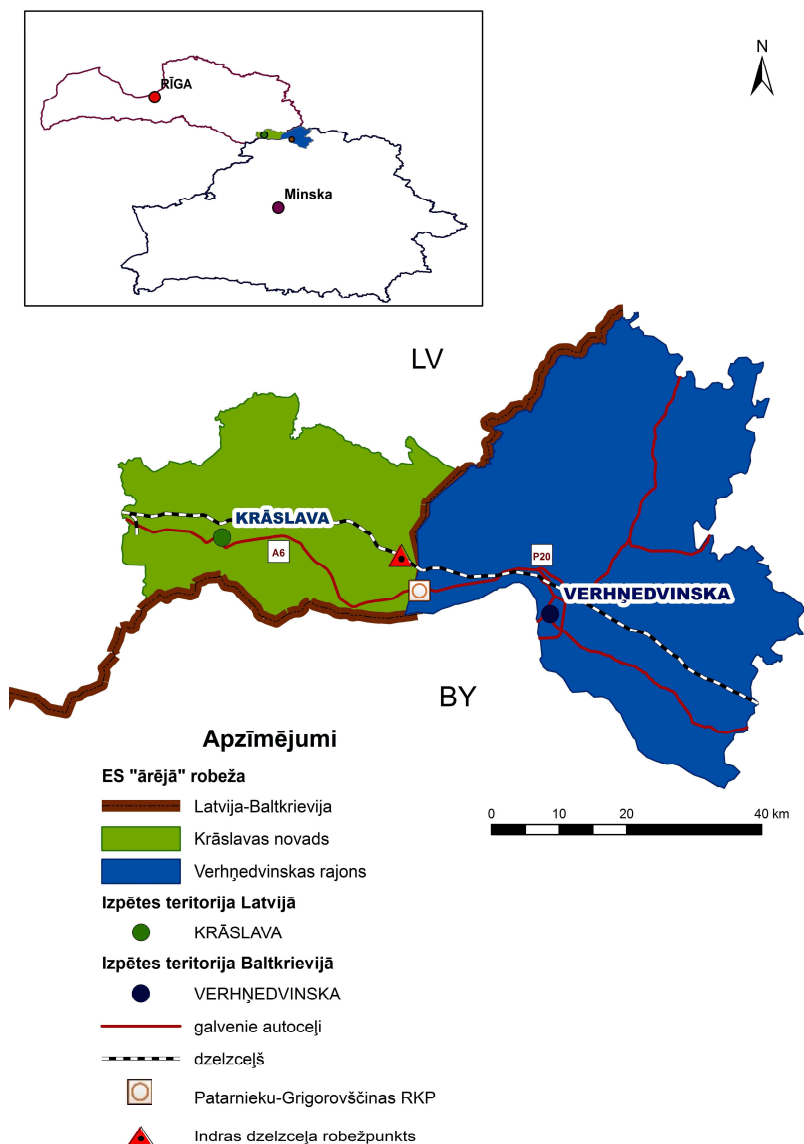 N
RĪGA
Minska
LV
KRĀSLAVA
A6
P20
VERHŅEDVINSKA
BY
Apzīmējumi
ES "ārējā" robeža
Latvija-Baltkrievija
Krāslavas novads
Verhņedvinskas rajons
0 10 20 40 km
Izpētes teritorija Latvijā
KRĀSLAVA
Izpētes teritorija Baltkrievijā
VERHŅEDVINSKA
galvenie autoceļi
dzelzceļš
Patarnieku-Grigorovščinas RKP
Indras dzelzceļa robežpunkts